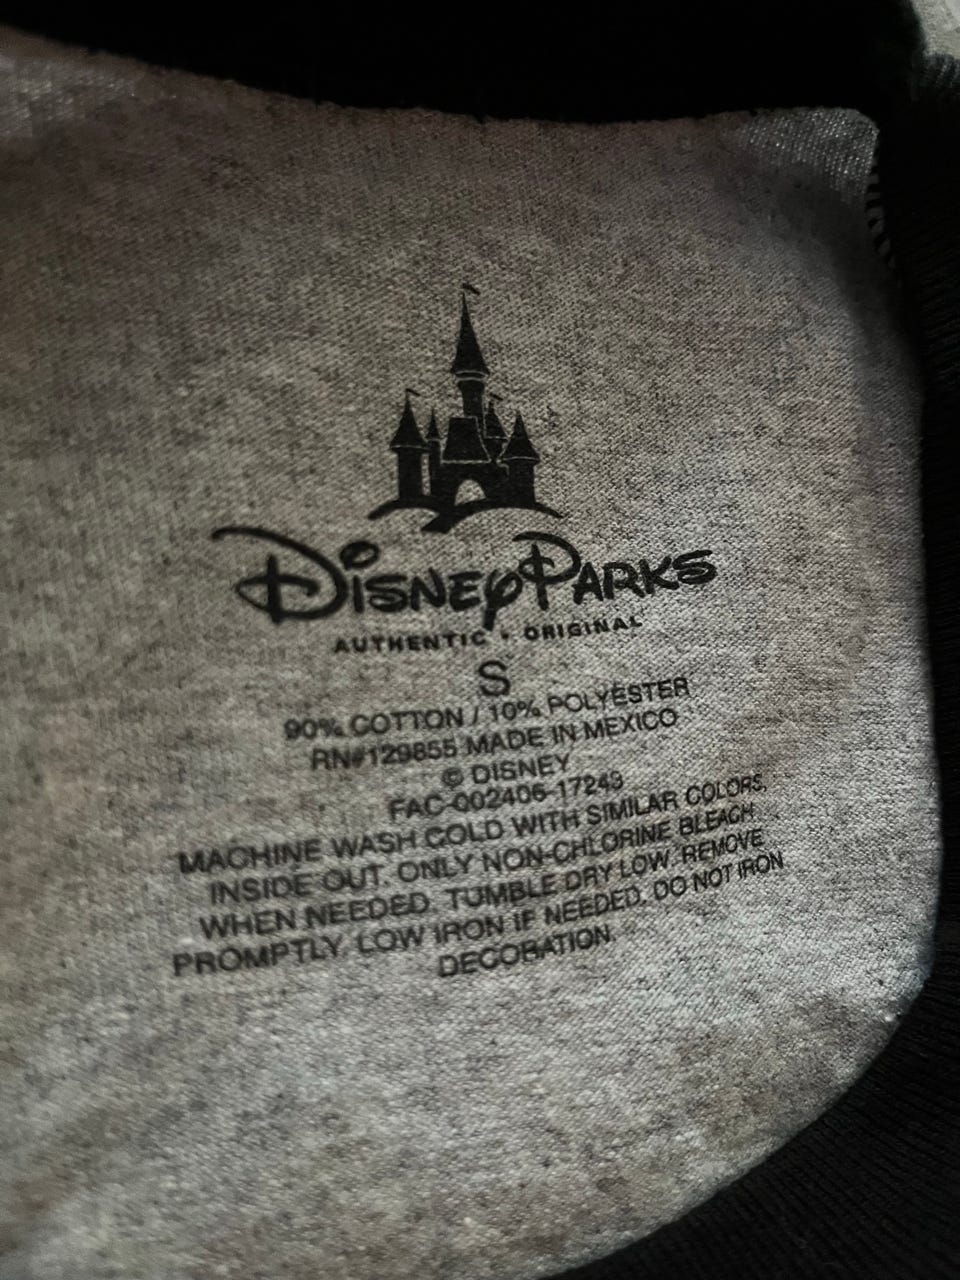 DISNEY PARKS
AUTHENTIC • ORIGINAL
S
90% COTTON / 10% POLYESTER
RN#129855 MADE IN MEXICO
© DISNEY
FAC-002406-17243
MACHINE WASH COLD WITH SIMILAR COLORS,
INSIDE OUT. ONLY NON-CHLORINE BLEACH
WHEN NEEDED. TUMBLE DRY LOW. REMOVE
PROMPTLY. LOW IRON IF NEEDED. DO NOT IRON
DECORATION.